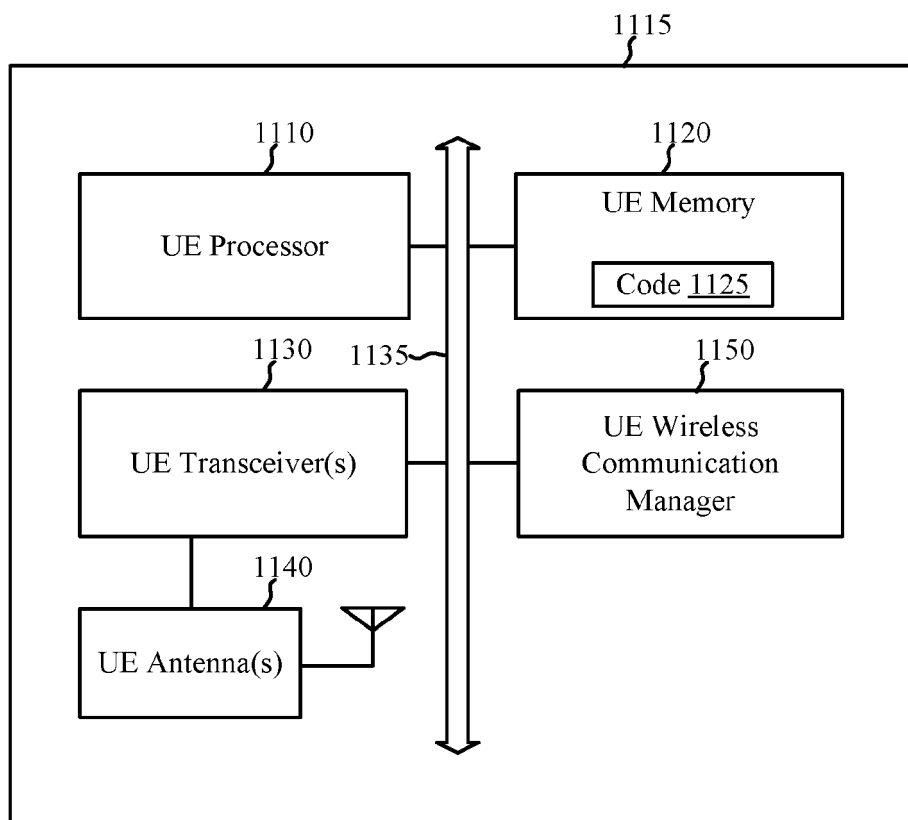 1115
1110
1120
UE Processor
UE Memory
Code 1125
1130
1135
1150
UE Transceiver(s)
UE Wireless
Communication
Manager
1140
UE Antenna(s)